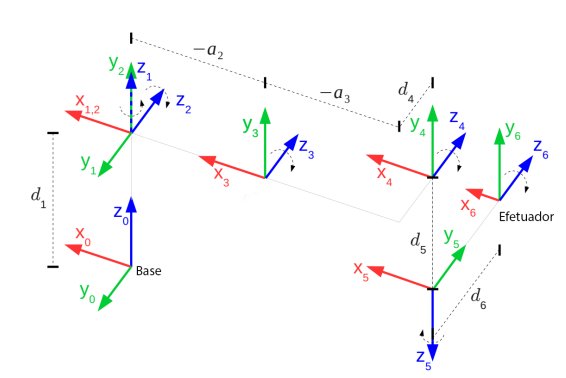 −a₂
y₂
z₁
z₂
x₁,₂
y₁
−a₃
d₄
y₃
z₃
x₃
y₄
z₄
x₄
y₆
z₆
x₆
Efetuador
d₁
z₀
x₀
Base
y₀
d₅
y₅
x₅
d₆
z₅